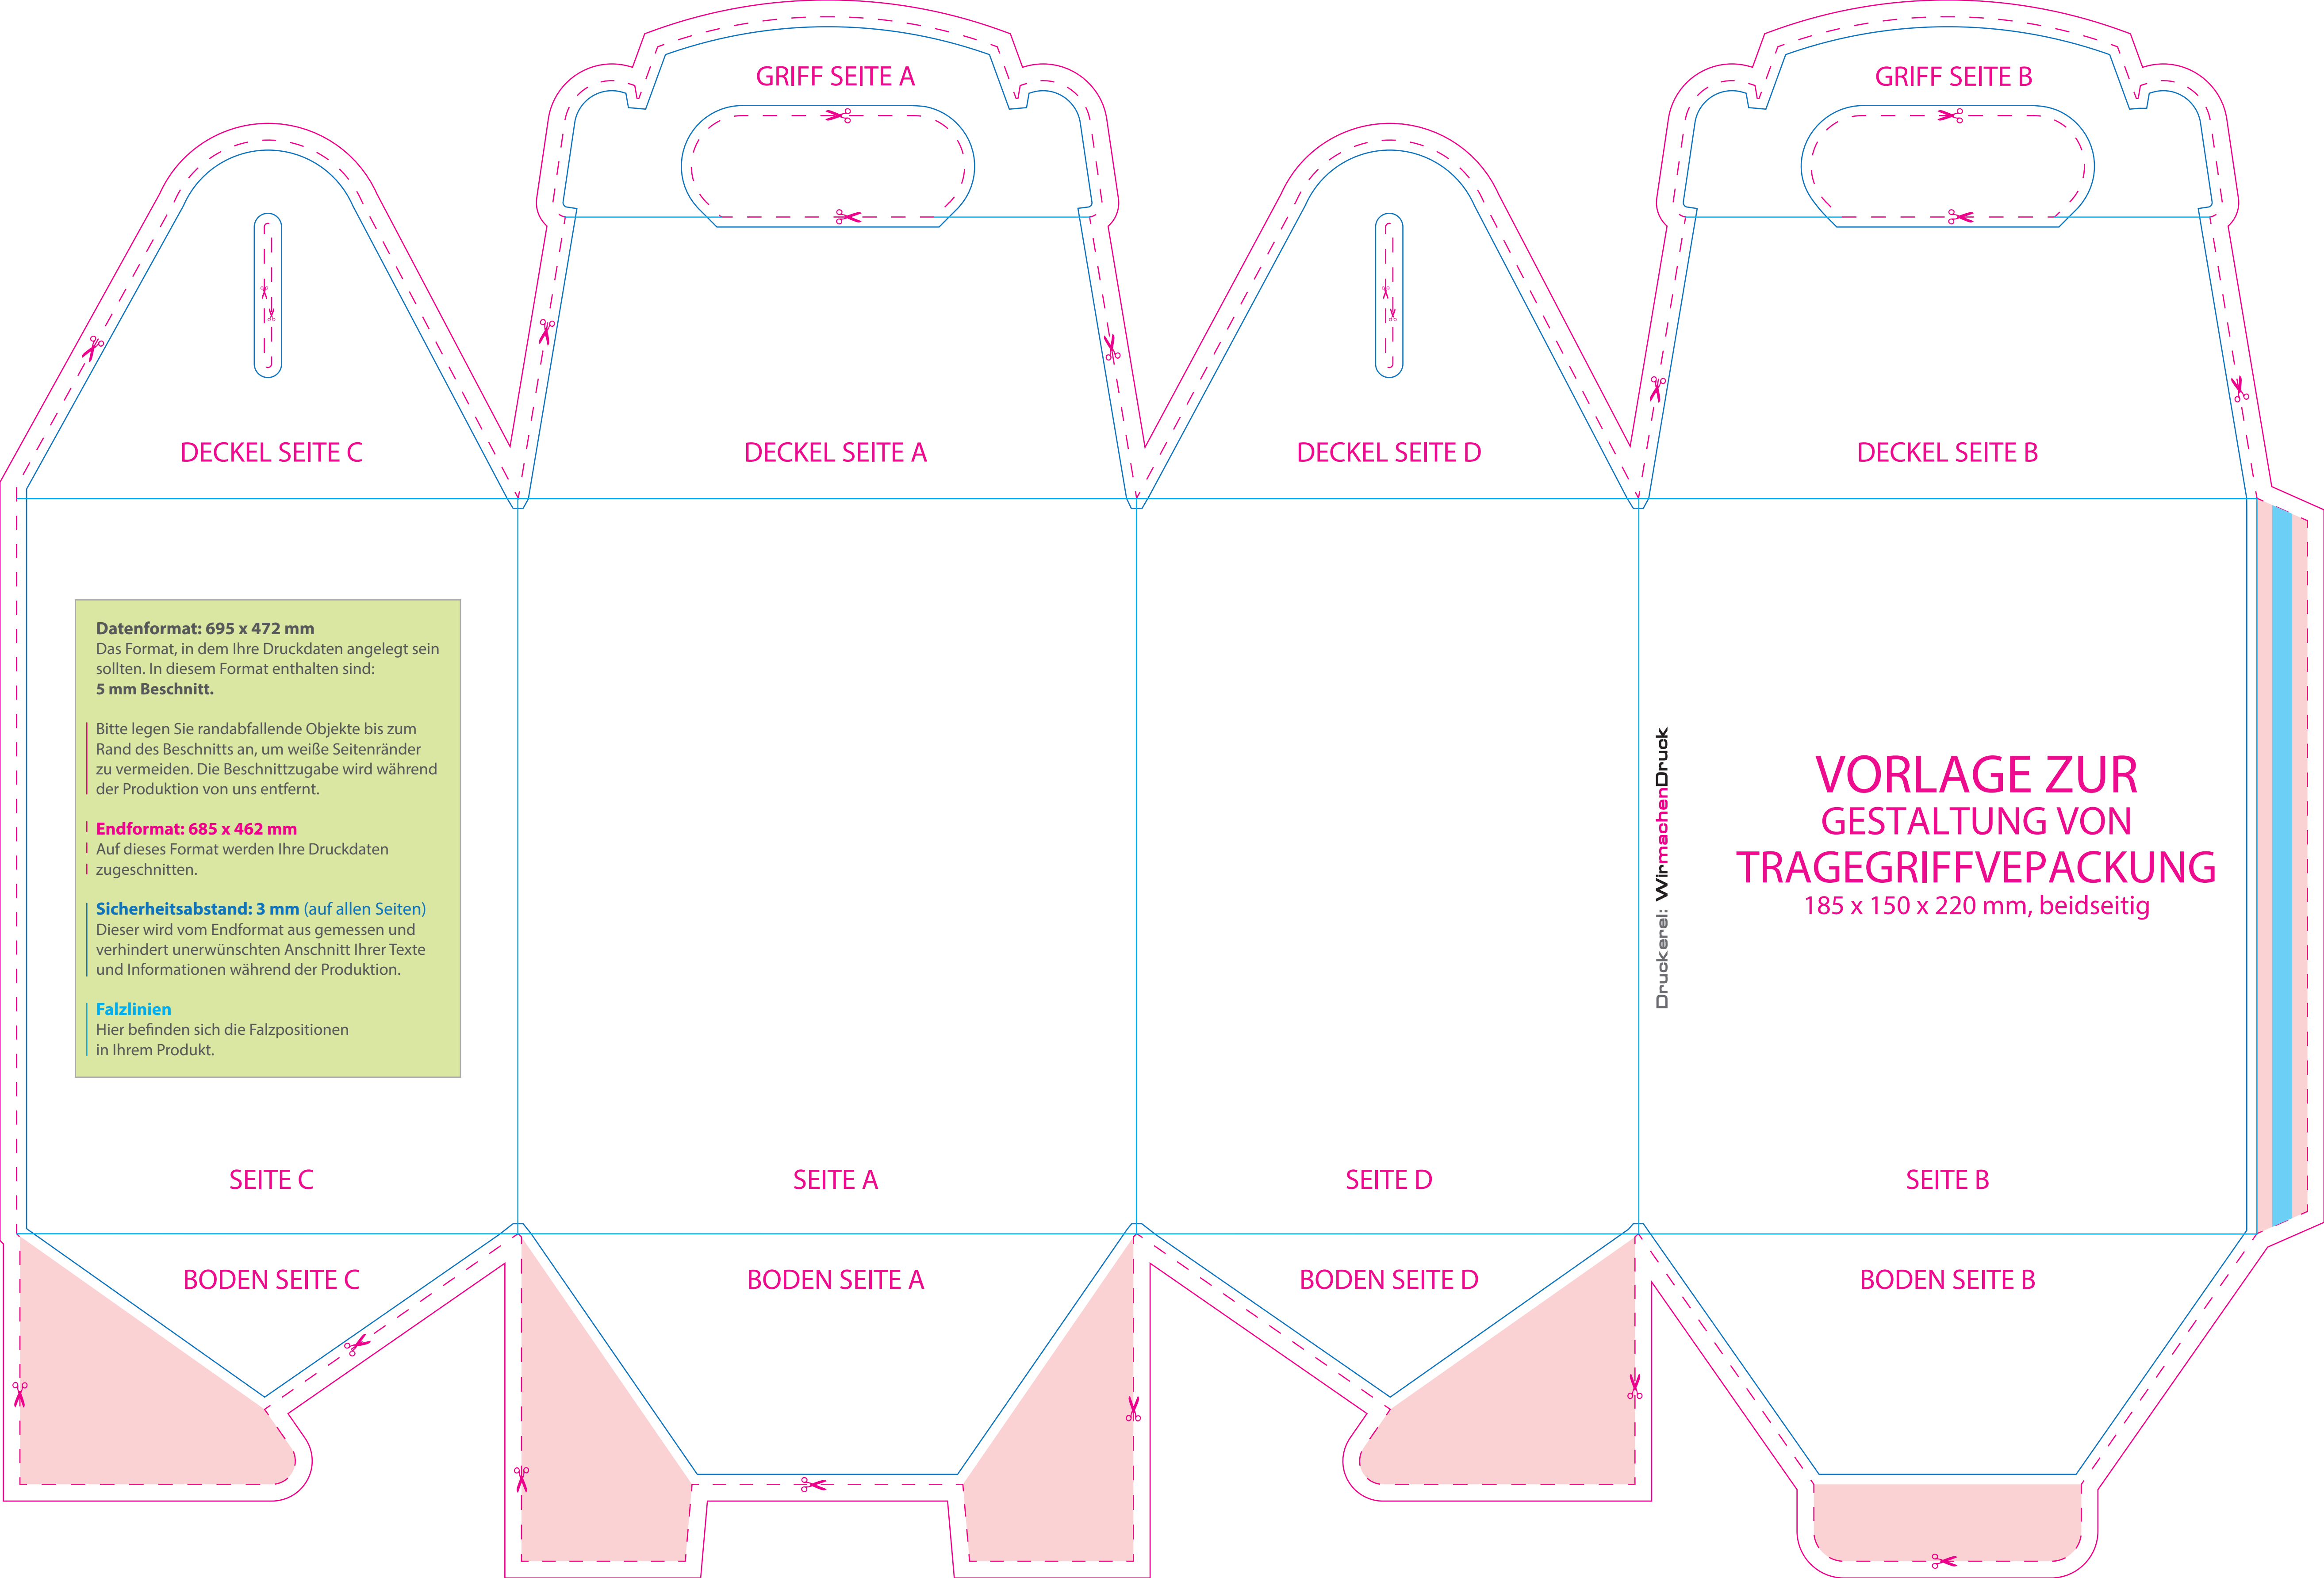 GRIFF SEITE A
GRIFF SEITE B
DECKEL SEITE C
DECKEL SEITE A
DECKEL SEITE D
DECKEL SEITE B
Datenformat: 695 x 472 mm
Das Format, in dem Ihre Druckdaten angelegt sein
sollten. In diesem Format enthalten sind:
5 mm Beschnitt.
Bitte legen Sie randabfallende Objekte bis zum
Rand des Beschnitts an, um weiße Seitenränder
zu vermeiden. Die Beschnittzugabe wird während
der Produktion von uns entfernt.
Endformat: 685 x 462 mm
Auf dieses Format werden Ihre Druckdaten
zugeschnitten.
Sicherheitsabstand: 3 mm (auf allen Seiten)
Dieser wird vom Endformat aus gemessen und
verhindert unerwünschten Anschnitt Ihrer Texte
und Informationen während der Produktion.
Falzlinien
Hier befinden sich die Falzpositionen
in Ihrem Produkt.
Druckerei: WirmachenDruck
VORLAGE ZUR
GESTALTUNG VON
TRAGEGRIFFVEPACKUNG
185 x 150 x 220 mm, beidseitig
SEITE C
SEITE A
SEITE D
SEITE B
BODEN SEITE C
BODEN SEITE A
BODEN SEITE D
BODEN SEITE B